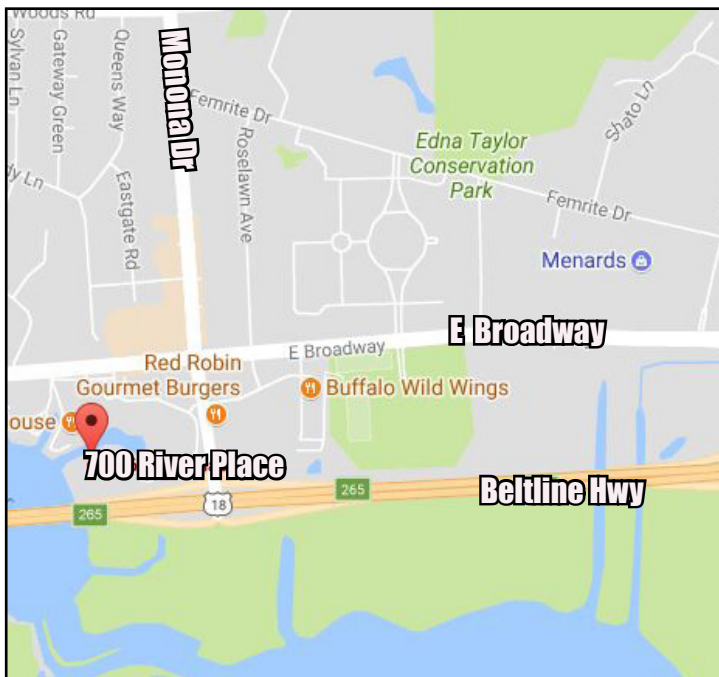 Woods Rd
Sylvan Ln
Gateway Green
Queens Way
Monona Dr
Femrite Dr
Roselawn Ave
Shato Ln
Edna Taylor
Conservation
Park
dy Ln
Eastgate Rd
Femrite Dr
Menards
E Broadway
E Broadway
Red Robin
Gourmet Burgers
Buffalo Wild Wings
ouse
700 River Place
265
18
265
Beltline Hwy